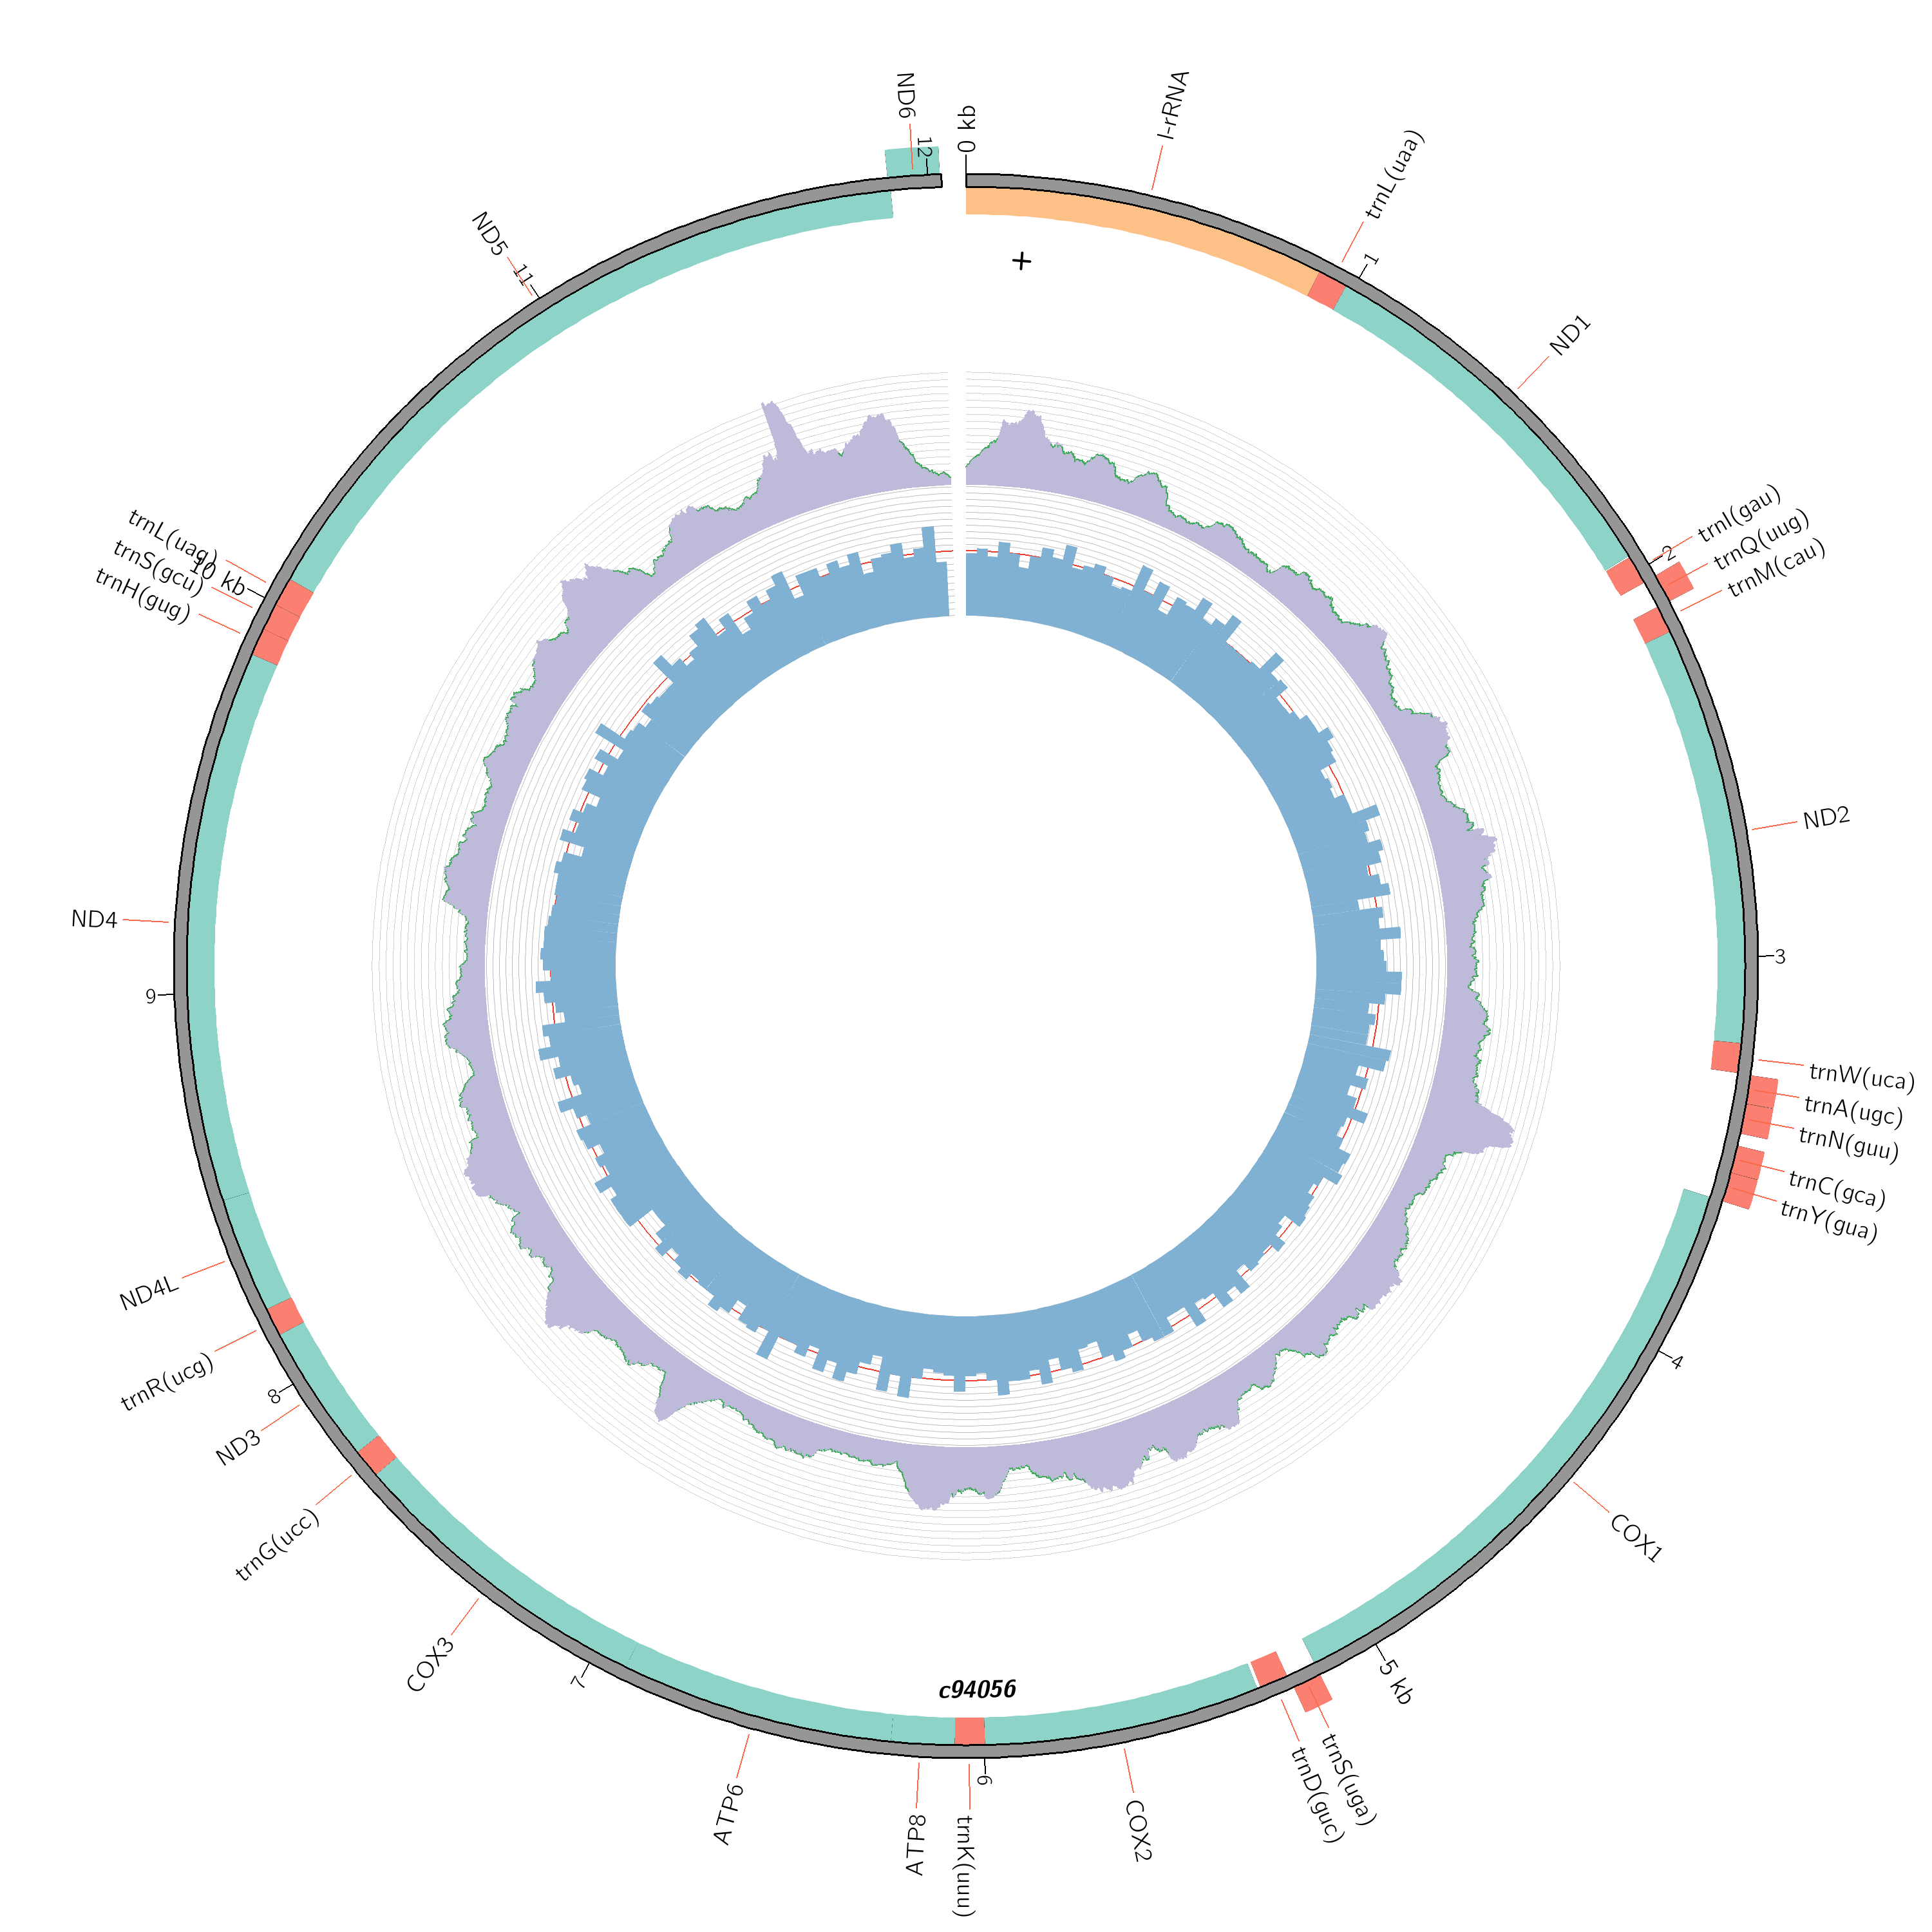 0 kb
l-rRNA
trnL(uaa)
1
ND1
trnI(gau)
2
trnQ(uug)
trnM(cau)
ND2
3
trnW(uca)
trnA(ugc)
trnN(guu)
trnC(gca)
trnY(gua)
4
COX1
5 kb
trnS(uga)
trnD(guc)
COX2
6
trnK(uuu)
ATP8
ATP6
7
COX3
trnG(ucc)
ND3
8
trnR(ucg)
ND4L
9
ND4
trnH(gug)
trnS(gcu)
10 kb
trnL(uag)
ND5
11
ND6
12
+
c94056